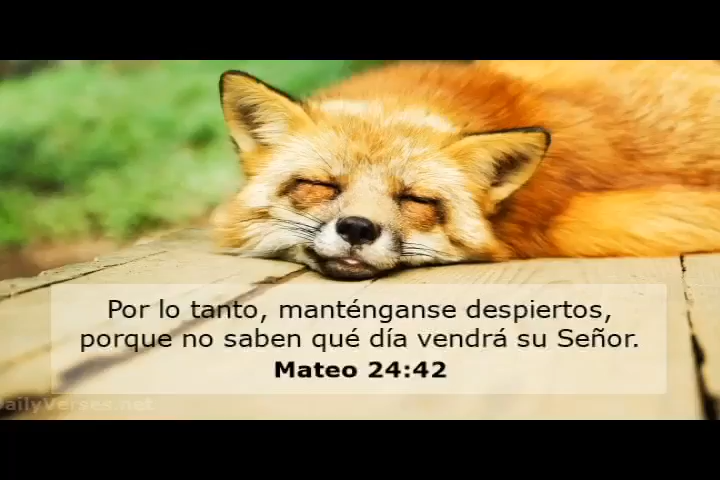 Por lo tanto, manténganse despiertos,
porque no saben qué día vendrá su Señor.
Mateo 24:42
DailyVerses.net